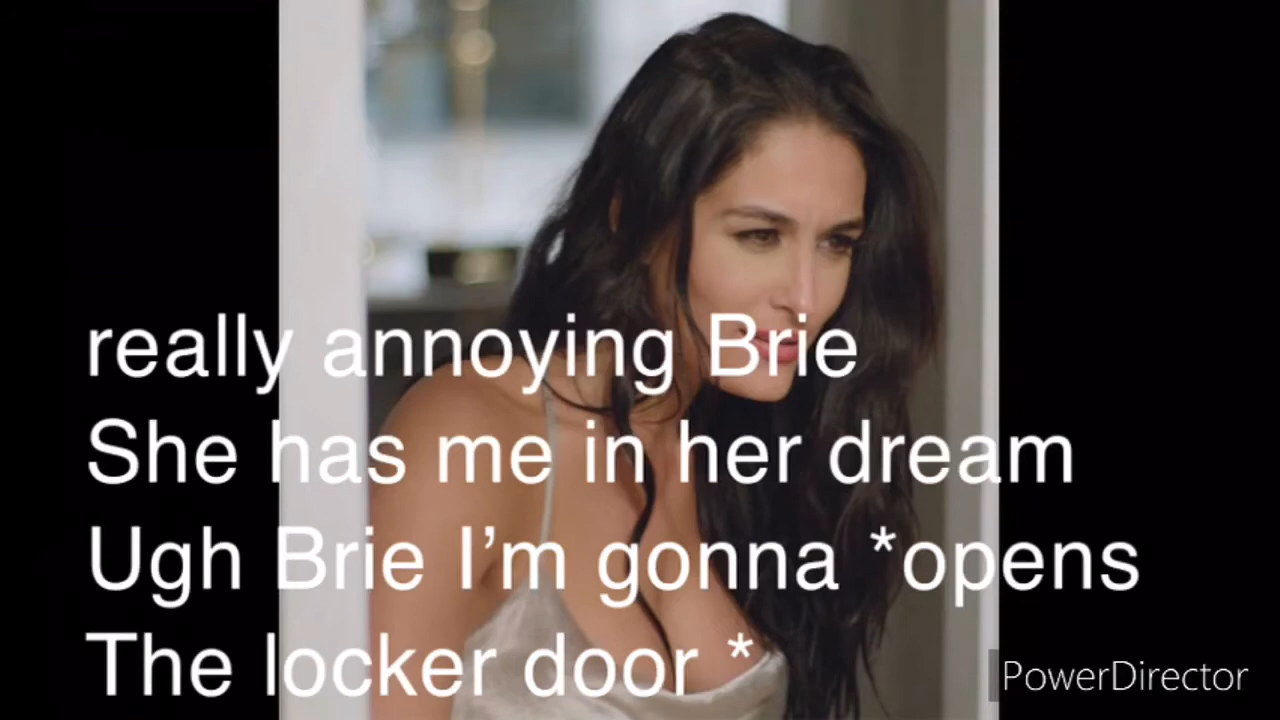 really annoying Brie
She has me in her dream
Ugh Brie I’m gonna *opens
The locker door *
PowerDirector